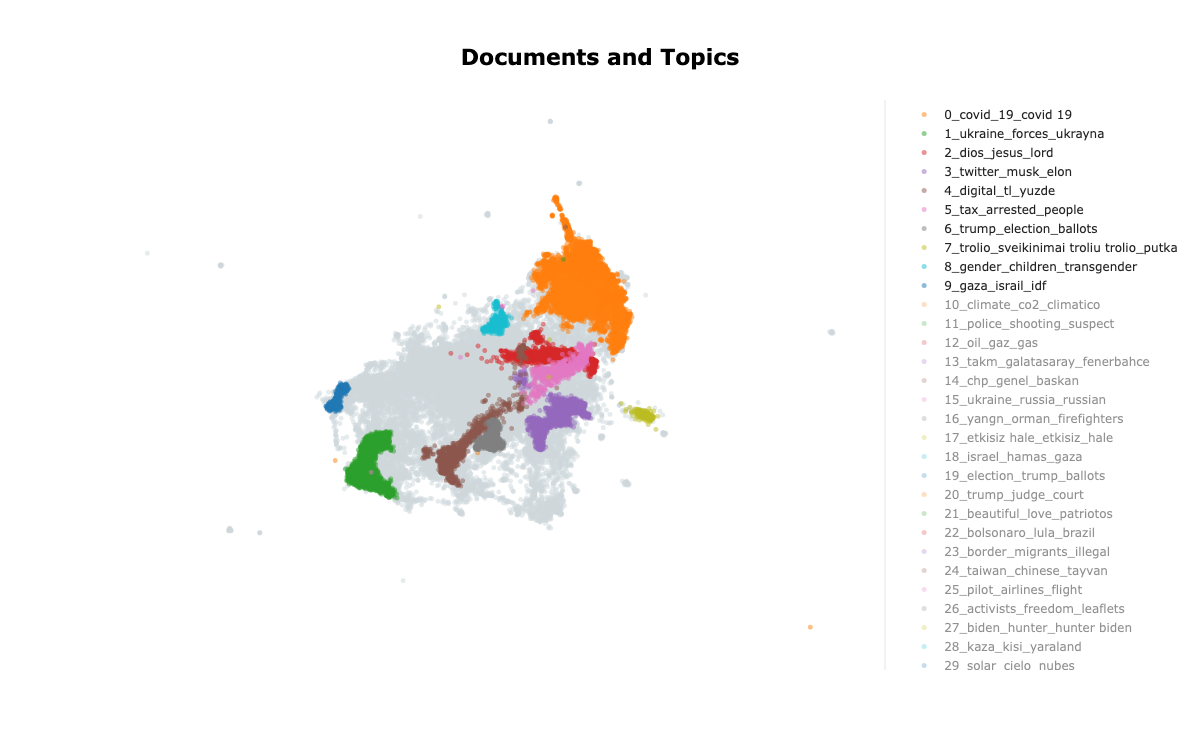 Documents and Topics
0_covid_19_covid 19
1_ukraine_forces_ukrayna
2_dios_jesus_lord
3_twitter_musk_elon
4_digital_tl_yuzde
5_tax_arrested_people
6_trump_election_ballots
7_trolio_sveikinimai troliu trolio_putka
8_gender_children_transgender
9_gaza_israil_idf
10_climate_co2_climatico
11_police_shooting_suspect
12_oil_gaz_gas
13_takm_galatasaray_fenerbahce
14_chp_genel_baskan
15_ukraine_russia_russian
16_yangn_orman_firefighters
17_etkisiz hale_etkisiz_hale
18_israel_hamas_gaza
19_election_trump_ballots
20_trump_judge_court
21_beautiful_love_patriotos
22_bolsonaro_lula_brazil
23_border_migrants_illegal
24_taiwan_chinese_tayvan
25_pilot_airlines_flight
26_activists_freedom_leaflets
27_biden_hunter_hunter biden
28_kaza_kisi_yaraland
29_solar_cielo_nubes